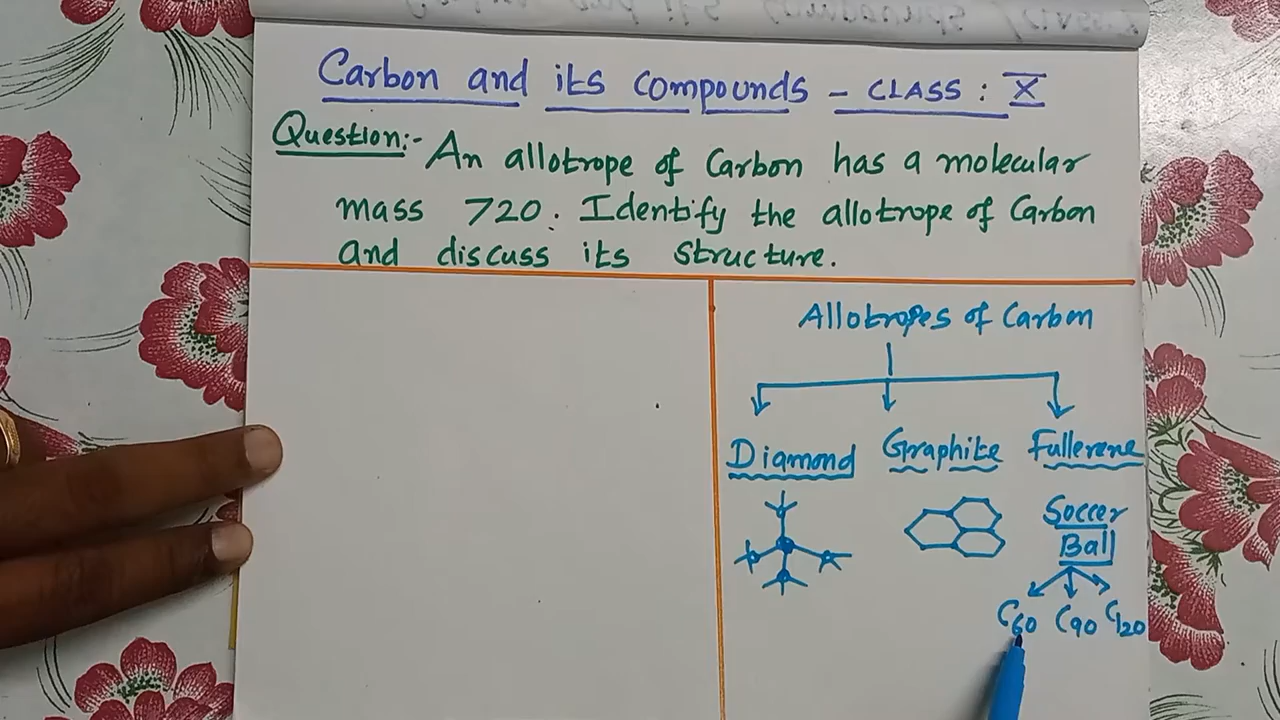 Carbon and its compounds - CLASS : X
Question:- An allotrope of Carbon has a molecular
mass 720. Identify the allotrope of Carbon
and discuss its structure.
Allotropes of Carbon
Diamond Graphite Fullerene
Soccer
Ball
C60 C90 C120